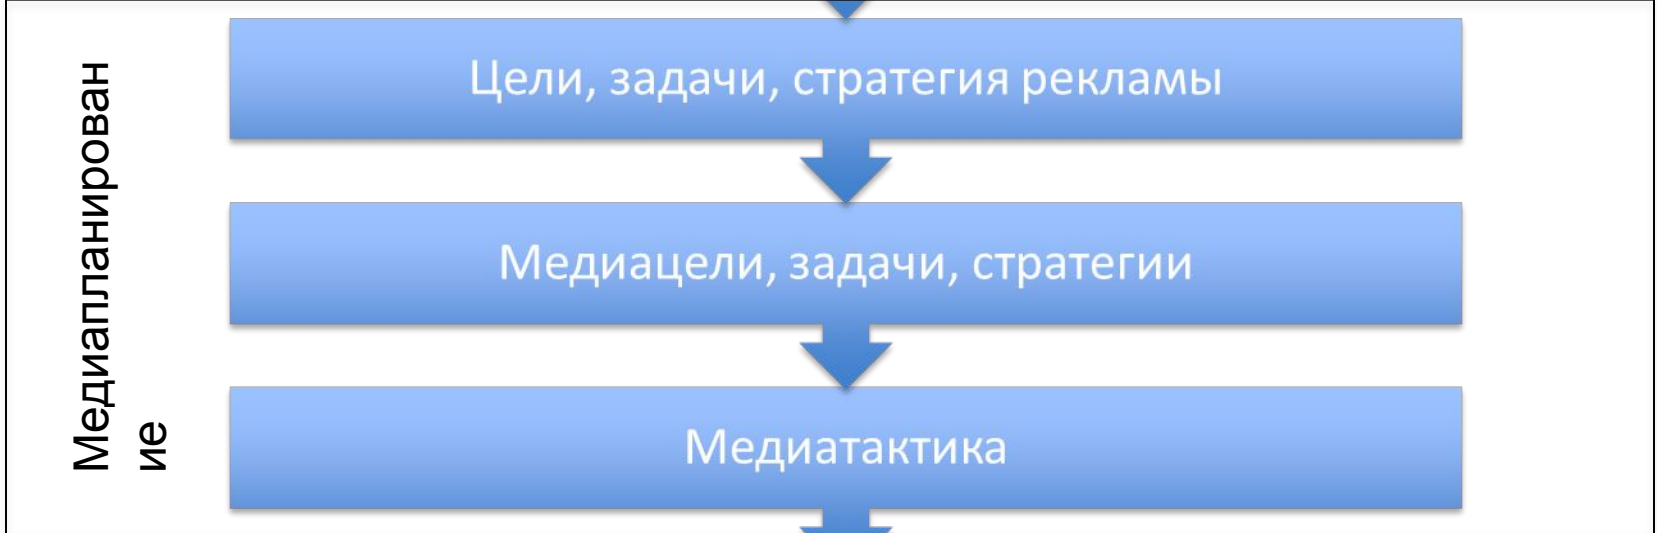 Медиапланирован
ие
Цели, задачи, стратегия рекламы
Медиацели, задачи, стратегии
Медиатактика